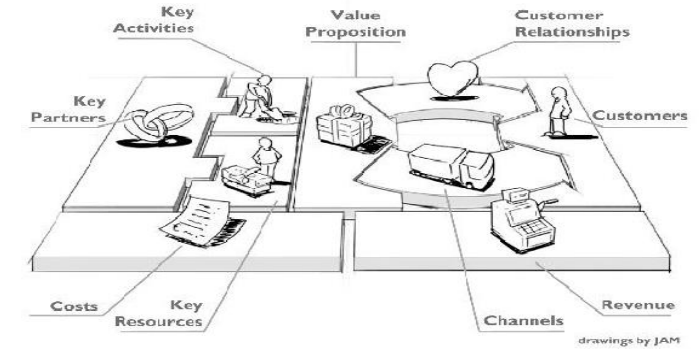 Key
Activities
Value
Proposition
Customer
Relationships
Key
Partners
Customers
Costs
Key
Resources
Channels
Revenue
drawings by JAM